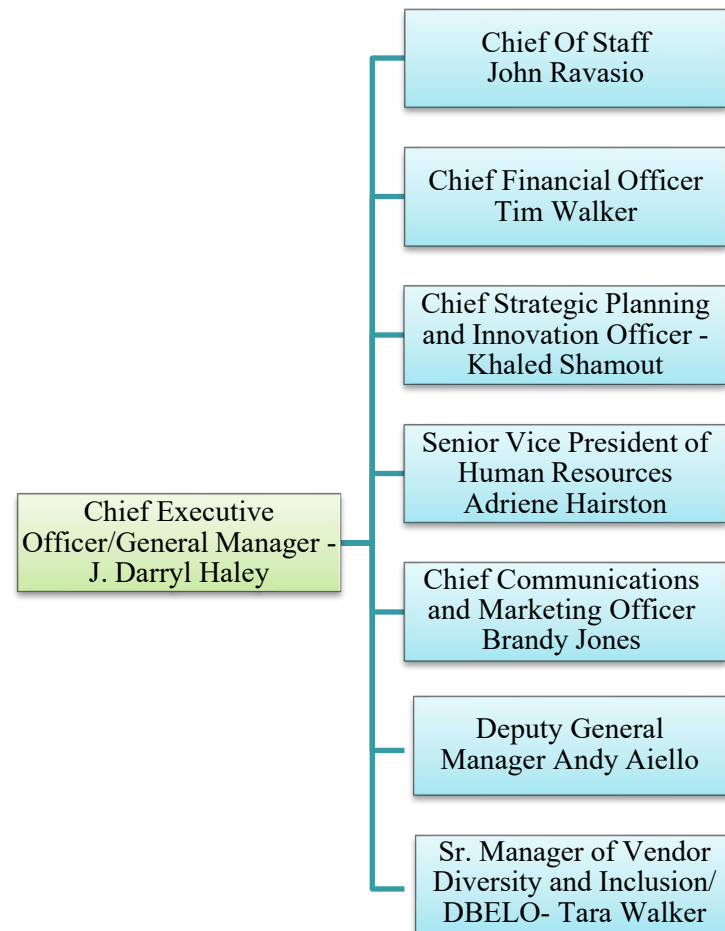 Chief Of Staff
John Ravasio
Chief Financial Officer
Tim Walker
Chief Strategic Planning
and Innovation Officer -
Khaled Shamout
Senior Vice President of
Human Resources
Adriene Hairston
Chief Executive
Officer/General Manager -
J. Darryl Haley
Chief Communications
and Marketing Officer
Brandy Jones
Deputy General
Manager Andy Aiello
Sr. Manager of Vendor
Diversity and Inclusion/
DBELO- Tara Walker